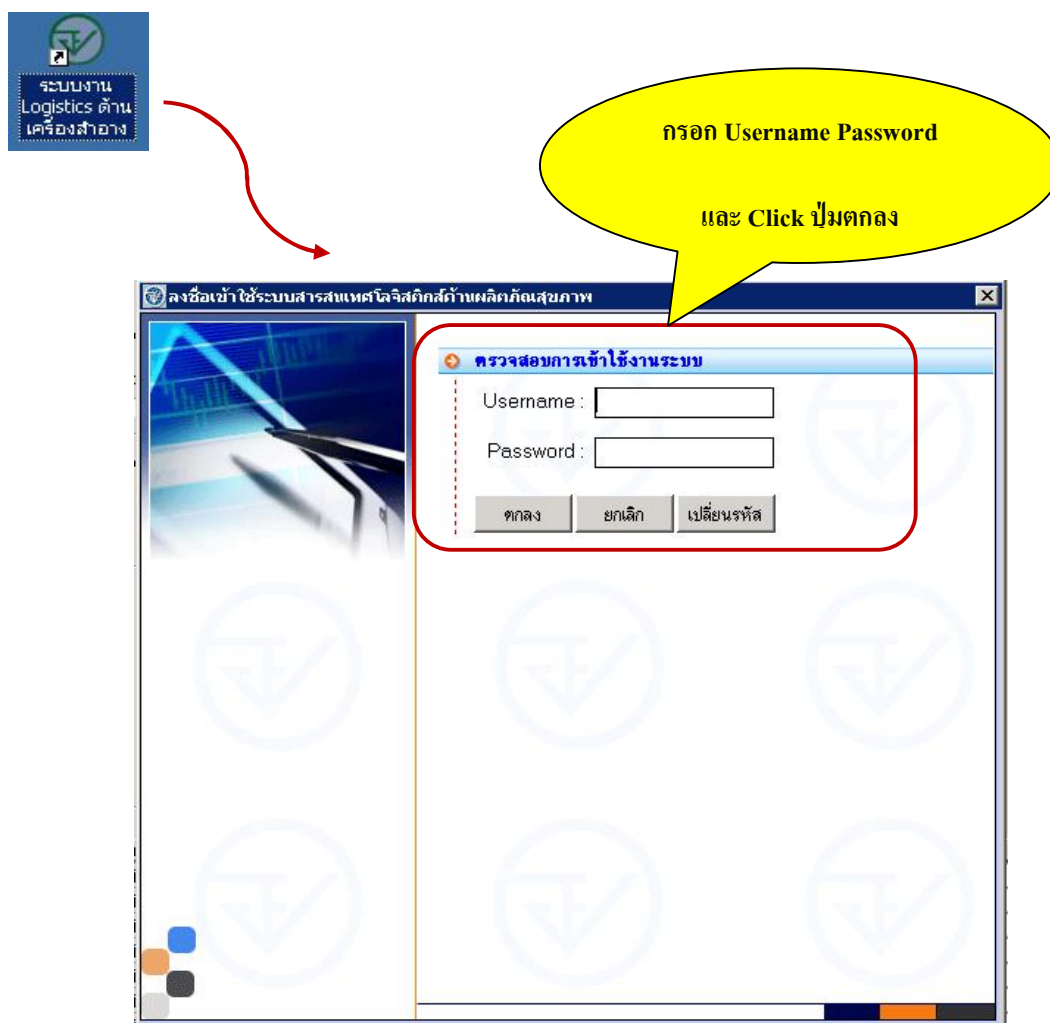 ระบบงาน
Logistics ด้าน
เครื่องสำอาง
กรอก Username Password
และ Click ปุ่มตกลง
ลงชื่อเข้าใช้ระบบสารสนเทศโลจิสติกส์ด้านผลิตภัณสุขภาพ
ตรวจสอบการเข้าใช้งานระบบ
Username :
Password :
ตกลง ยกเลิก เปลี่ยนรหัส